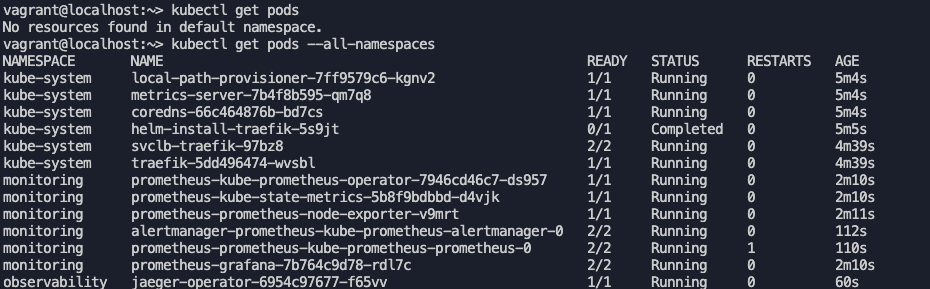 vagrant@localhost:~> kubectl get pods
No resources found in default namespace.
vagrant@localhost:~> kubectl get pods --all-namespaces
NAMESPACE NAME READY STATUS RESTARTS AGE
kube-system local-path-provisioner-7ff9579c6-kgnv2 1/1 Running 0 5m4s
kube-system metrics-server-7b4f8b595-qm7q8 1/1 Running 0 5m4s
kube-system coredns-66c464876b-bd7cs 1/1 Running 0 5m4s
kube-system helm-install-traefik-5s9jt 0/1 Completed 0 5m5s
kube-system svclb-traefik-97bz8 2/2 Running 0 4m39s
kube-system traefik-5dd496474-wvsbl 1/1 Running 0 4m39s
monitoring prometheus-kube-prometheus-operator-7946cd46c7-ds957 1/1 Running 0 2m10s
monitoring prometheus-kube-state-metrics-5b8f9bdbbd-d4vjk 1/1 Running 0 2m10s
monitoring prometheus-prometheus-node-exporter-v9mrt 1/1 Running 0 2m11s
monitoring alertmanager-prometheus-kube-prometheus-alertmanager-0 2/2 Running 0 112s
monitoring prometheus-prometheus-kube-prometheus-prometheus-0 2/2 Running 1 110s
monitoring prometheus-grafana-7b764c9d78-rdl7c 2/2 Running 0 2m10s
observability jaeger-operator-6954c97677-f65vv 1/1 Running 0 60s